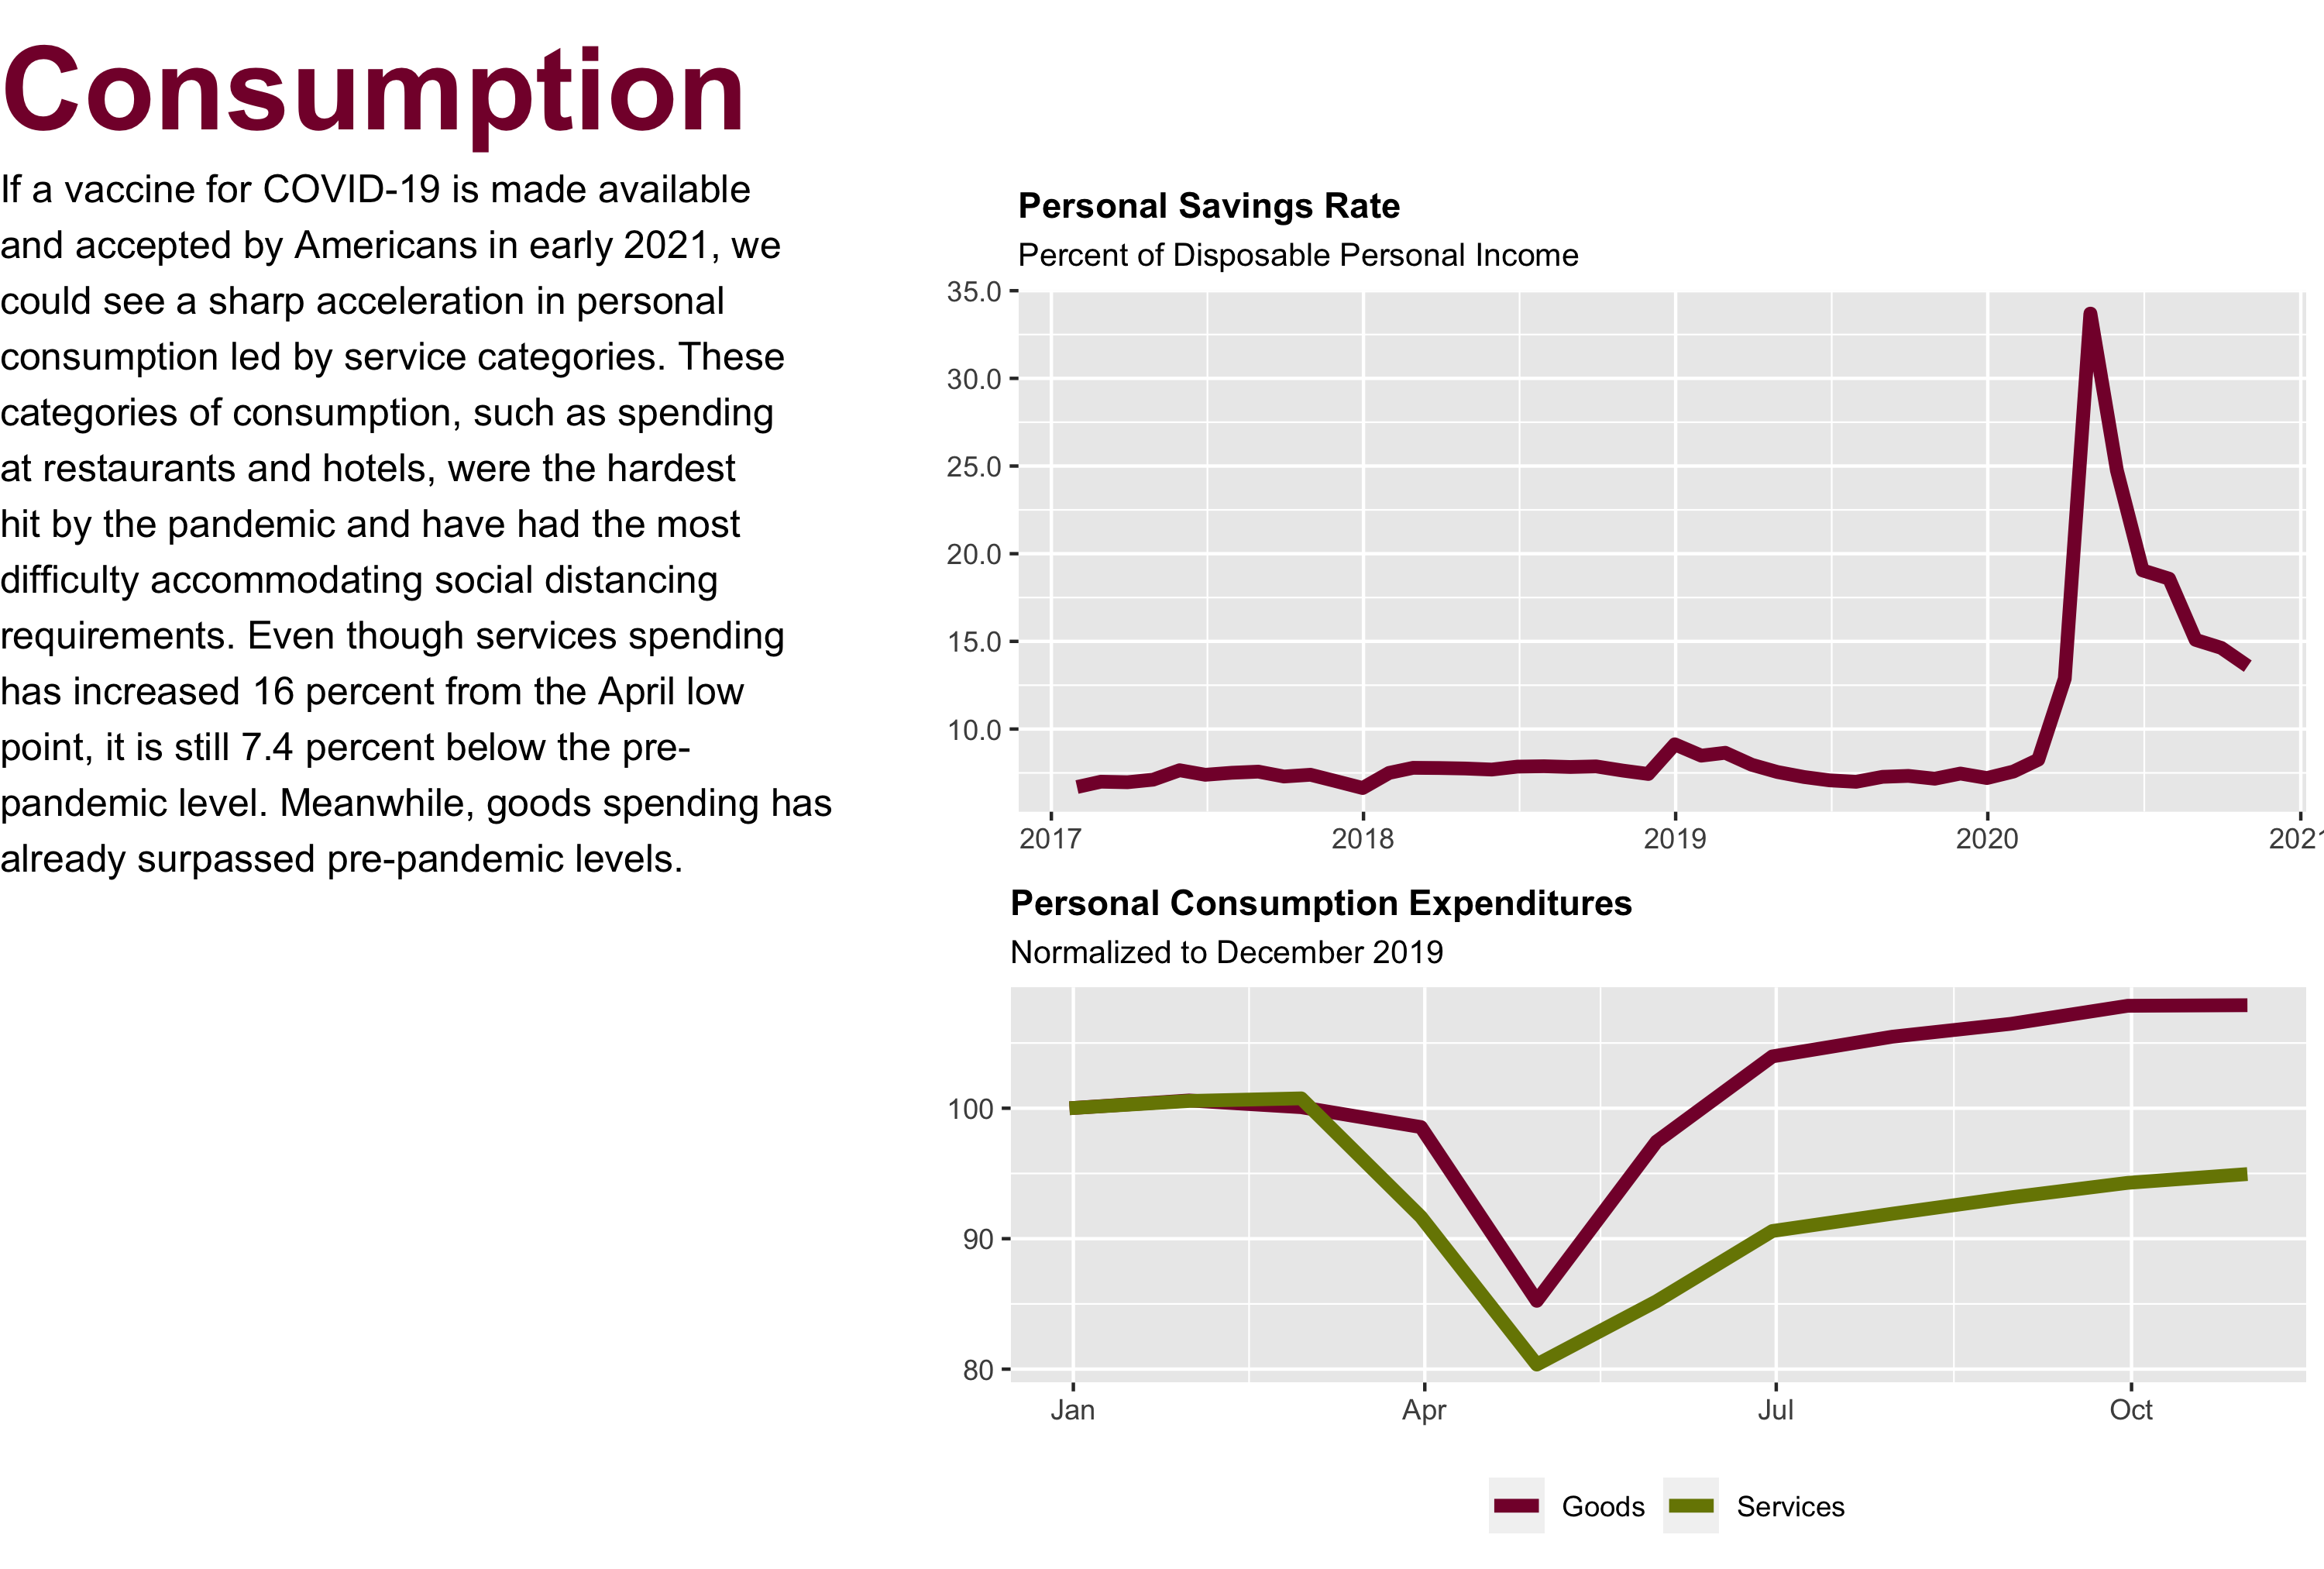 Consumption
If a vaccine for COVID-19 is made available
and accepted by Americans in early 2021, we
could see a sharp acceleration in personal
consumption led by service categories. These
categories of consumption, such as spending
at restaurants and hotels, were the hardest
hit by the pandemic and have had the most
difficulty accommodating social distancing
requirements. Even though services spending
has increased 16 percent from the April low
point, it is still 7.4 percent below the pre-
pandemic level. Meanwhile, goods spending has
already surpassed pre-pandemic levels.
Personal Savings Rate
Percent of Disposable Personal Income
35.0
30.0
25.0
20.0
15.0
10.0
2017 2018 2019 2020 2021
Personal Consumption Expenditures
Normalized to December 2019
100
90
80
Jan Apr Jul Oct
Goods Services